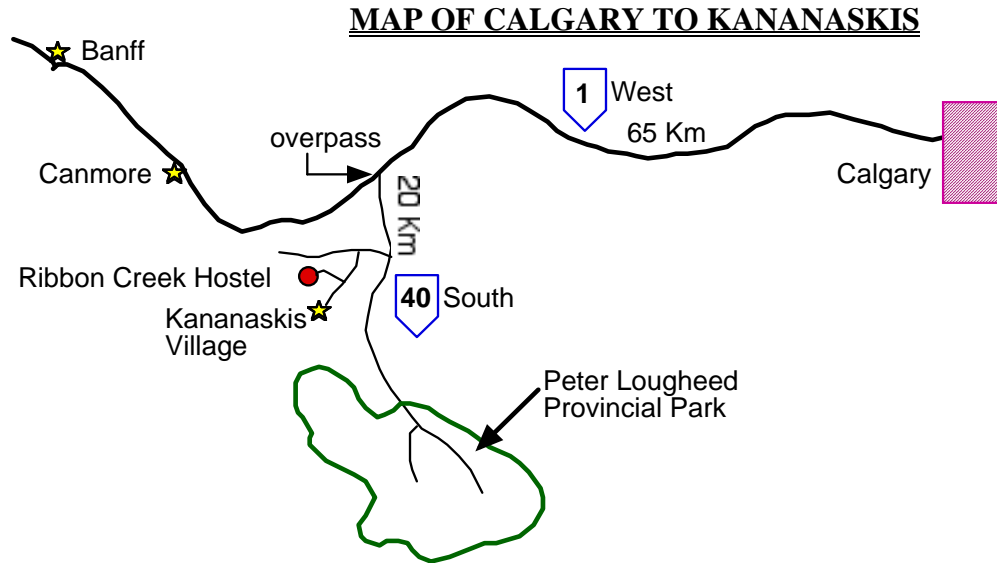 MAP OF CALGARY TO KANANASKIS
Banff
1 West
65 Km
overpass
Canmore
Calgary
20 Km
Ribbon Creek Hostel
40 South
Kananaskis
Village
Peter Lougheed
Provincial Park